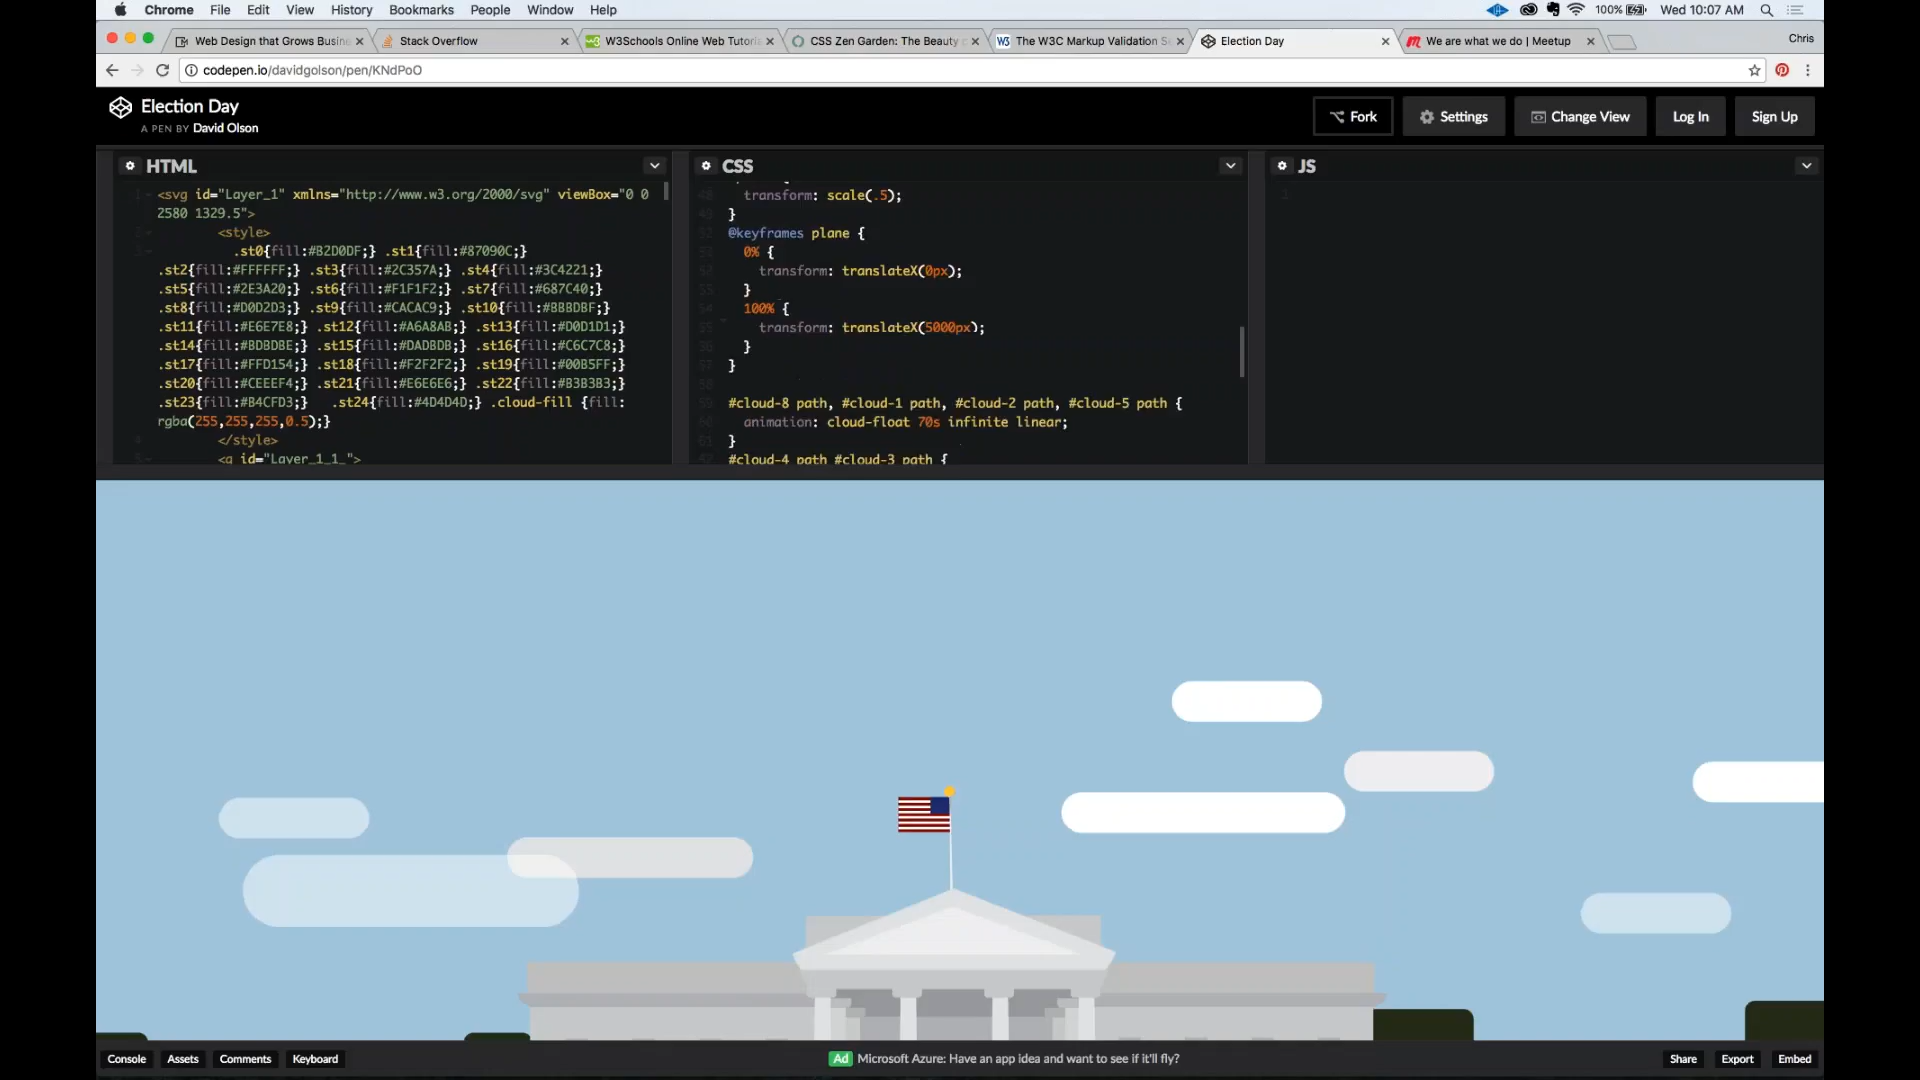 Chrome File Edit View History Bookmarks People Window Help 100% Wed 10:07 AM
Web Design that Grows Busin Stack Overflow W3Schools Online Web Tutori CSS Zen Garden: The Beauty The W3C Markup Validation S Election Day We are what we do | Meetup Chris
codepen.io/davidgolson/pen/KNdPoO
Election Day
A PEN BY David Olson
Fork Settings Change View Log In Sign Up
HTML
<svg id="Layer_1" xmlns="http://www.w3.org/2000/svg" viewBox="0 0
2580 1329.5">
<style>
.st0{fill:#B2D0DF;} .st1{fill:#87090C;}
.st2{fill:#FFFFFF;} .st3{fill:#2C357A;} .st4{fill:#3C4221;}
.st5{fill:#2E3A20;} .st6{fill:#F1F1F2;} .st7{fill:#687C40;}
.st8{fill:#D0D2D3;} .st9{fill:#CACAC9;} .st10{fill:#BBBDBF;}
.st11{fill:#E6E7E8;} .st12{fill:#A6A8AB;} .st13{fill:#D0D1D1;}
.st14{fill:#BDBDBE;} .st15{fill:#DADBDB;} .st16{fill:#C6C7C8;}
.st17{fill:#FFD154;} .st18{fill:#F2F2F2;} .st19{fill:#00B5FF;}
.st20{fill:#CEEEF4;} .st21{fill:#E6E6E6;} .st22{fill:#B3B3B3;}
.st23{fill:#B4CFD3;} .st24{fill:#4D4D4D;} .cloud-fill {fill:
rgba(255,255,255,0.5);}
</style>
<g id="Layer_1_1_">
CSS
transform: scale(.5);
}
@keyframes plane {
0% {
transform: translateX(0px);
}
100% {
transform: translateX(5000px);
}
}
#cloud-8 path, #cloud-1 path, #cloud-2 path, #cloud-5 path {
animation: cloud-float 70s infinite linear;
}
#cloud-4 path #cloud-3 path {
JS
1
Console Assets Comments Keyboard Ad Microsoft Azure: Have an app idea and want to see if it'll fly? Share Export Embed